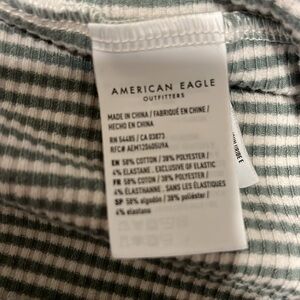 AMERICAN EAGLE
OUTFITTERS
MADE IN CHINA / FABRIQUÉ EN CHINE /
HECHO EN CHINA
RN 54485 / CA 03873
RFC# AEM133605U9A
EN 58% COTTON / 38% POLYESTER /
4% ELASTANE . EXCLUSIVE OF ELASTIC
FR 58% COTON / 38% POLYESTER /
4% ÉLASTHANNE . SANS LES ÉLASTIQUES
SP 58% algodón / 38% polyester /
4% elastano